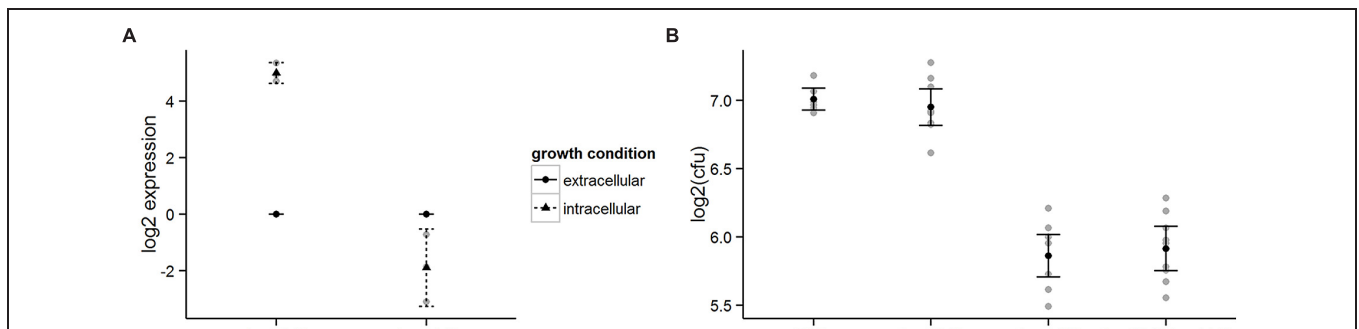 A
B
log2 expression
4
2
0
-2
growth condition
extracellular
intracellular
log2(cfu)
7.0
6.5
6.0
5.5